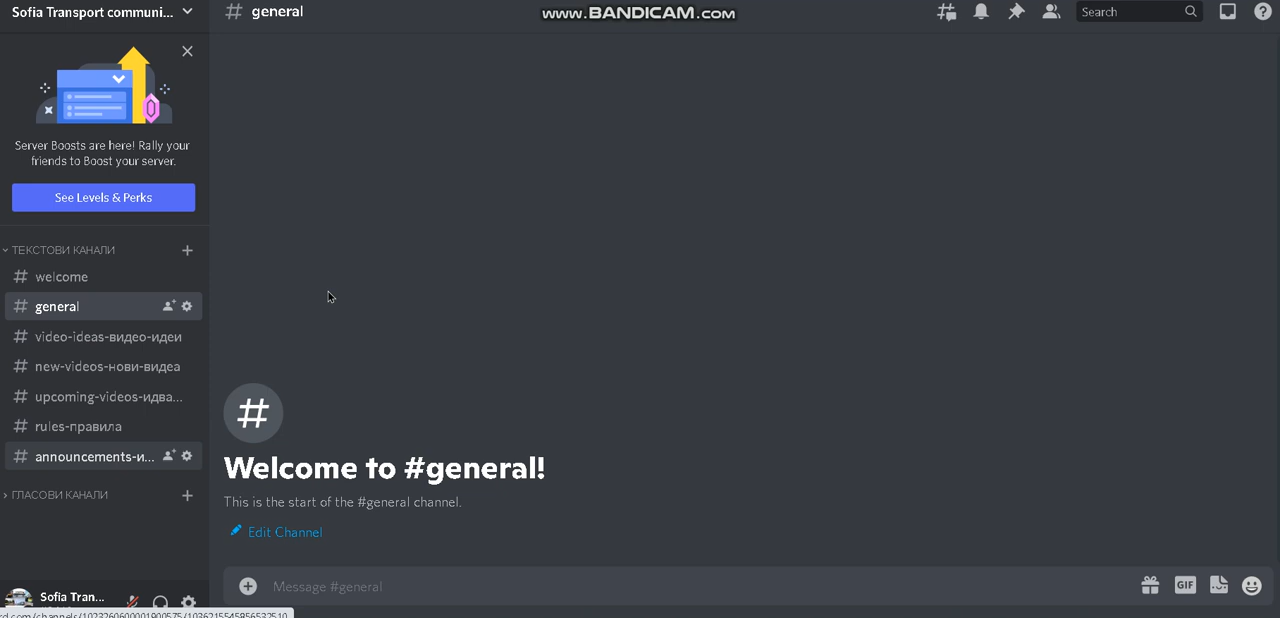 Sofia Transport communi...
# general
www.BANDICAM.com
Search
Server Boosts are here! Rally your
friends to Boost your server.
See Levels & Perks
ТЕКСТОВИ КАНАЛИ
# welcome
# general
# video-ideas-видео-идеи
# new-videos-нови-видеа
# upcoming-videos-идва...
# rules-правила
# announcements-и...
ГЛАСОВИ КАНАЛИ
Welcome to #general!
This is the start of the #general channel.
Edit Channel
Message #general
GIF
Sofia Tran...